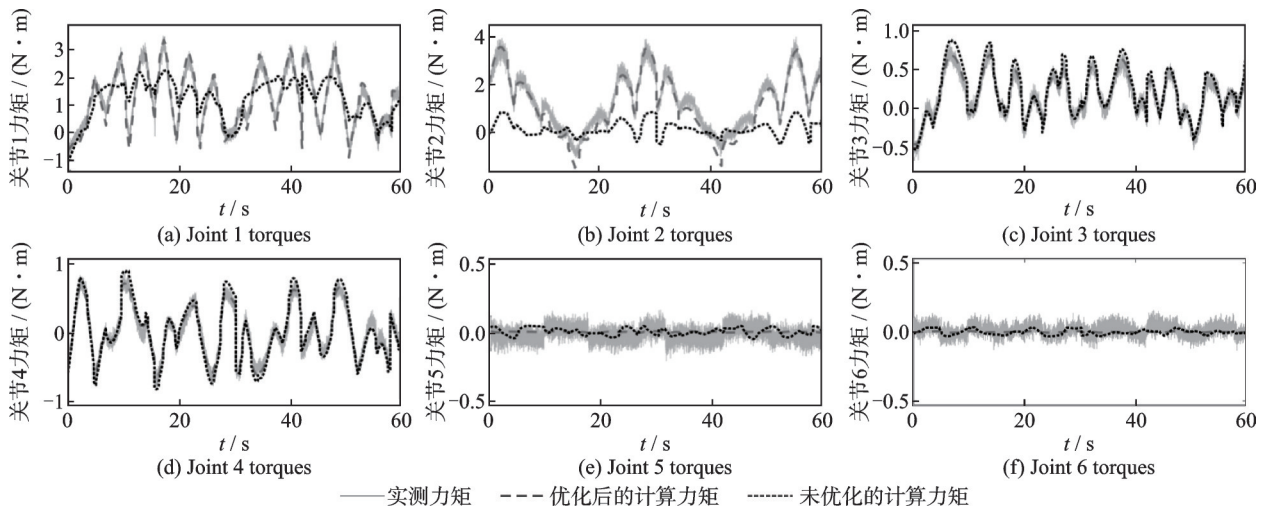 关节1力矩 / (N·m)
3
2
1
0
−1
0
20
40
60
t / s
(a) Joint 1 torques
关节2力矩 / (N·m)
4
2
0
0
20
40
60
t / s
(b) Joint 2 torques
关节3力矩 / (N·m)
1.0
0.5
0.0
−0.5
0
20
40
60
t / s
(c) Joint 3 torques
关节4力矩 / (N·m)
1
0
−1
0
20
40
60
t / s
(d) Joint 4 torques
关节5力矩 / (N·m)
0.5
0.0
−0.5
0
20
40
60
t / s
(e) Joint 5 torques
关节6力矩 / (N·m)
0.5
0.0
−0.5
0
20
40
60
t / s
(f) Joint 6 torques
实测力矩 优化后的计算力矩 未优化的计算力矩